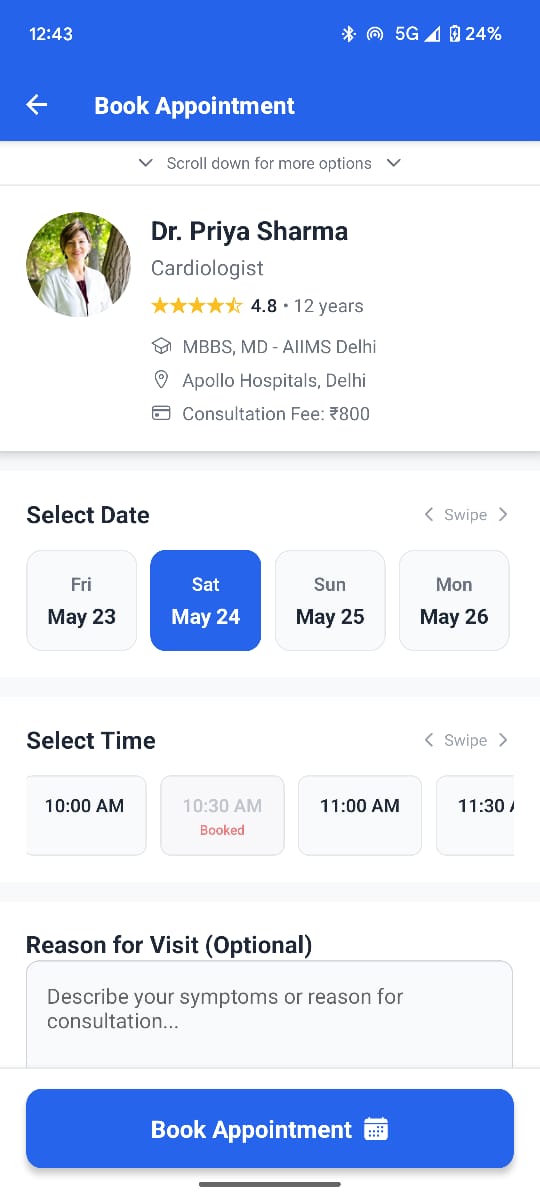 12:43 5G 24%
Book Appointment
Scroll down for more options
Dr. Priya Sharma
Cardiologist
4.8 • 12 years
MBBS, MD - AIIMS Delhi
Apollo Hospitals, Delhi
Consultation Fee: ₹800
Select Date Swipe
Fri Sat Sun Mon
May 23 May 24 May 25 May 26
Select Time Swipe
10:00 AM 10:30 AM 11:00 AM 11:30
Booked
Reason for Visit (Optional)
Describe your symptoms or reason for
consultation...
Book Appointment